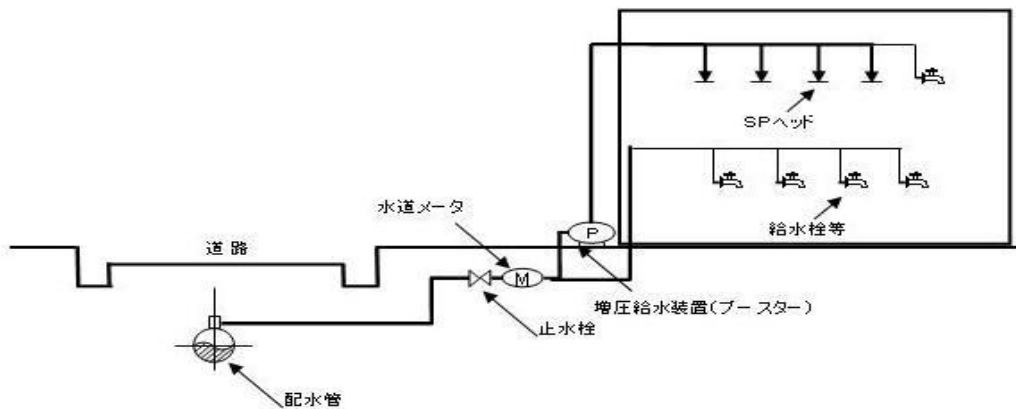 SPヘッド
水道メータ
P
給水栓等
道路
M
増圧給水装置(ブースター)
止水栓
配水管